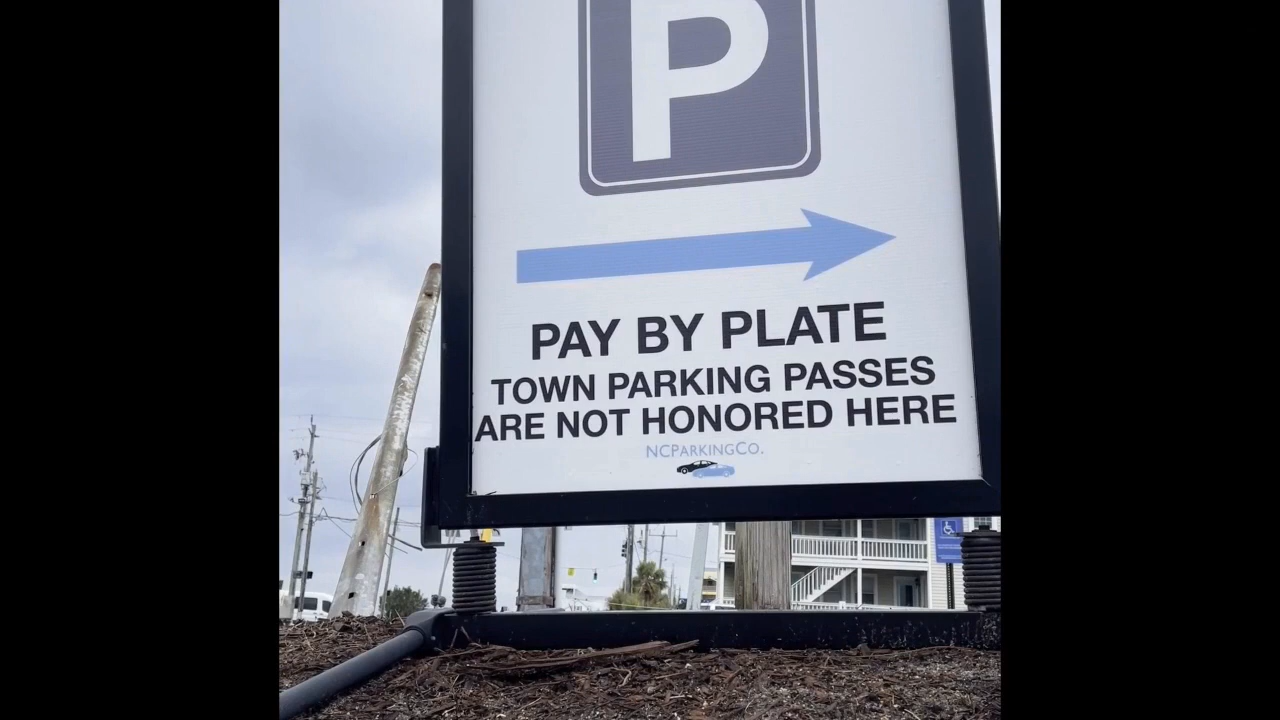 P
PAY BY PLATE
TOWN PARKING PASSES
ARE NOT HONORED HERE
NCPARKINGCO.